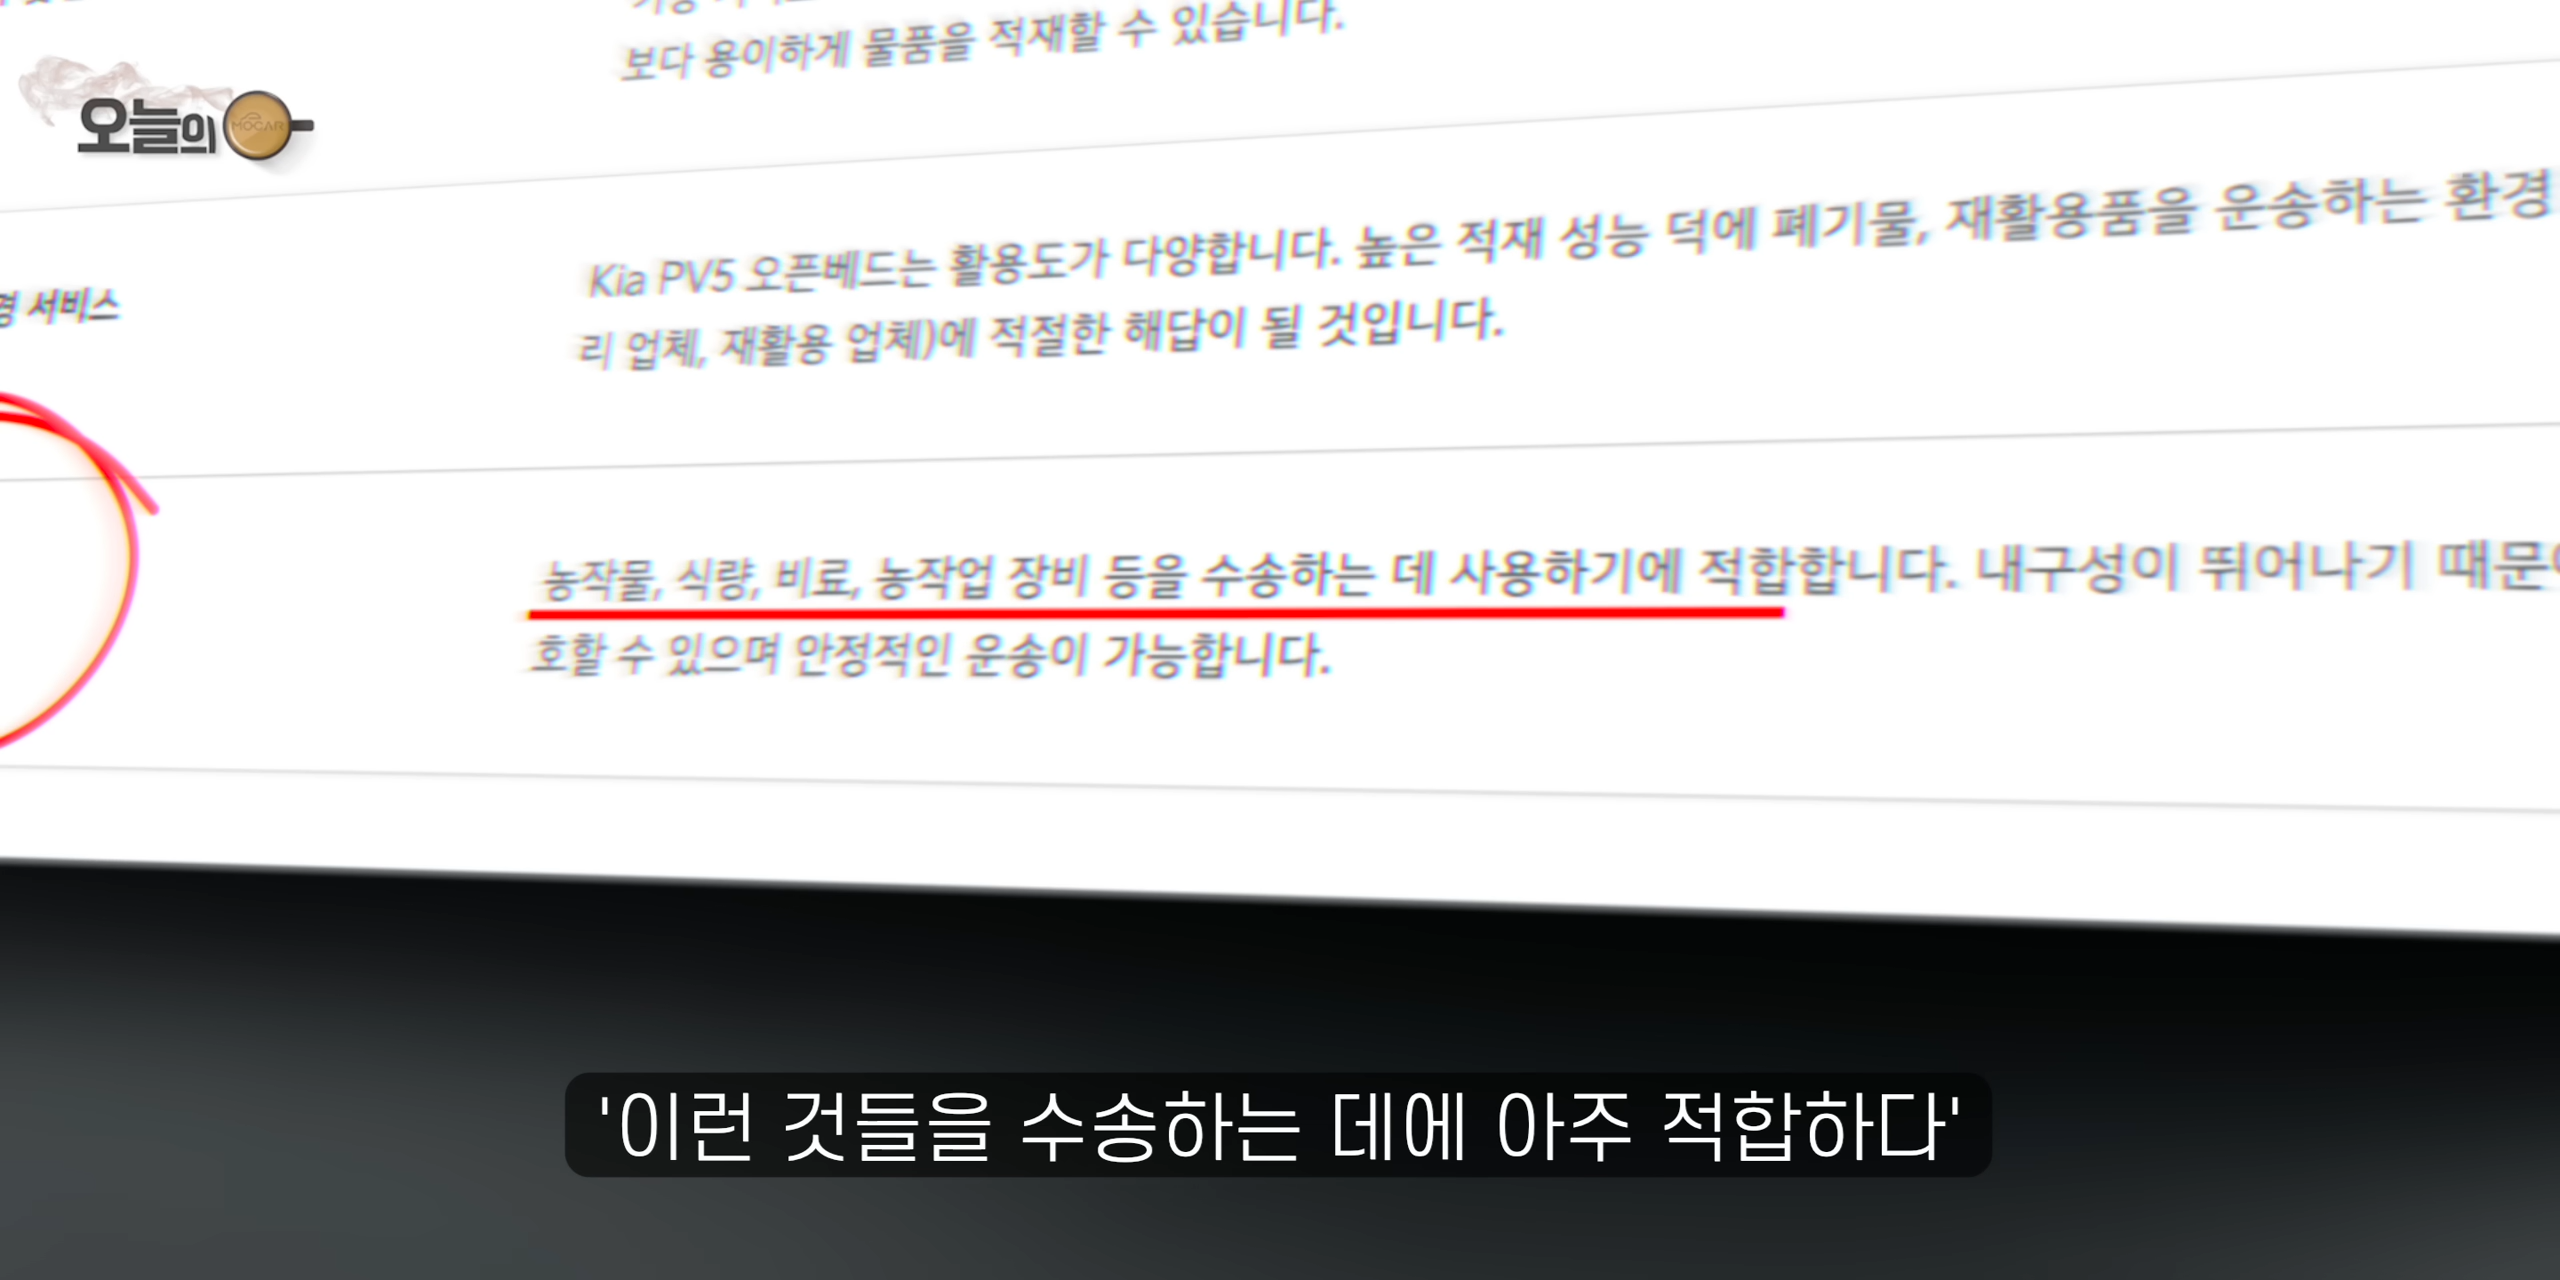 보다 용이하게 물품을 적재할 수 있습니다.
오늘의 MOCAR
Kia PV5 오픈베드는 활용도가 다양합니다. 높은 적재 성능 덕에 폐기물, 재활용품을 운송하는 환경
명 서비스
리 업체, 재활용 업체)에 적절한 해답이 될 것입니다.
농작물, 식량, 비료, 농작업 장비 등을 수송하는 데 사용하기에 적합합니다. 내구성이 뛰어나기 때문
호할 수 있으며 안정적인 운송이 가능합니다.
'이런 것들을 수송하는 데에 아주 적합하다'